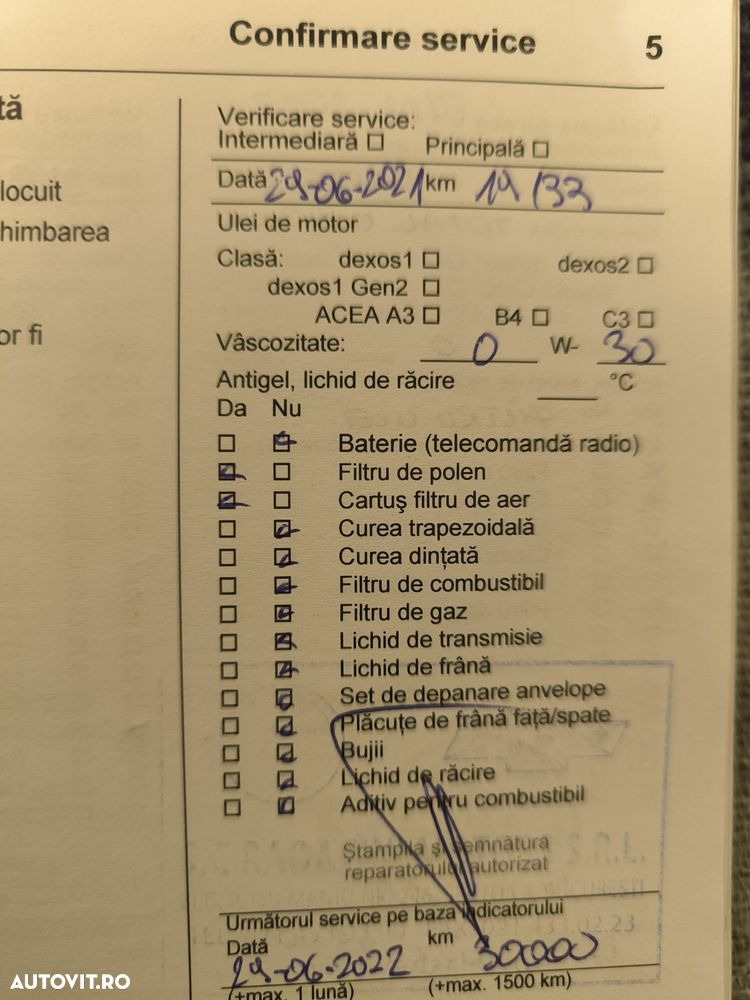 Confirmare service 5
tă
locuit
himbarea
or fi
Verificare service:
Intermediară ☐ Principală ☐
Dată 29-06-2021 km 19133
Ulei de motor
Clasă: dexos1 ☐ dexos2 ☐
dexos1 Gen2 ☐
ACEA A3 ☐ B4 ☐ C3 ☐
Vâscozitate: 0 W- 30
Antigel, lichid de răcire °C
Da Nu
Baterie (telecomandă radio)
Filtru de polen
Cartuş filtru de aer
Curea trapezoidală
Curea dințată
Filtru de combustibil
Filtru de gaz
Lichid de transmisie
Lichid de frână
Set de depanare anvelope
Plăcuțe de frână față/spate
Bujii
Lichid de răcire
Aditiv pentru combustibil
Ștampila și semnătura
reparatorului autorizat
S.R.L.
Următorul service pe baza indicatorului
Dată km
29-06-2022 30000
(+max. 1 lună) (+max. 1500 km)
AUTOVIT.RO